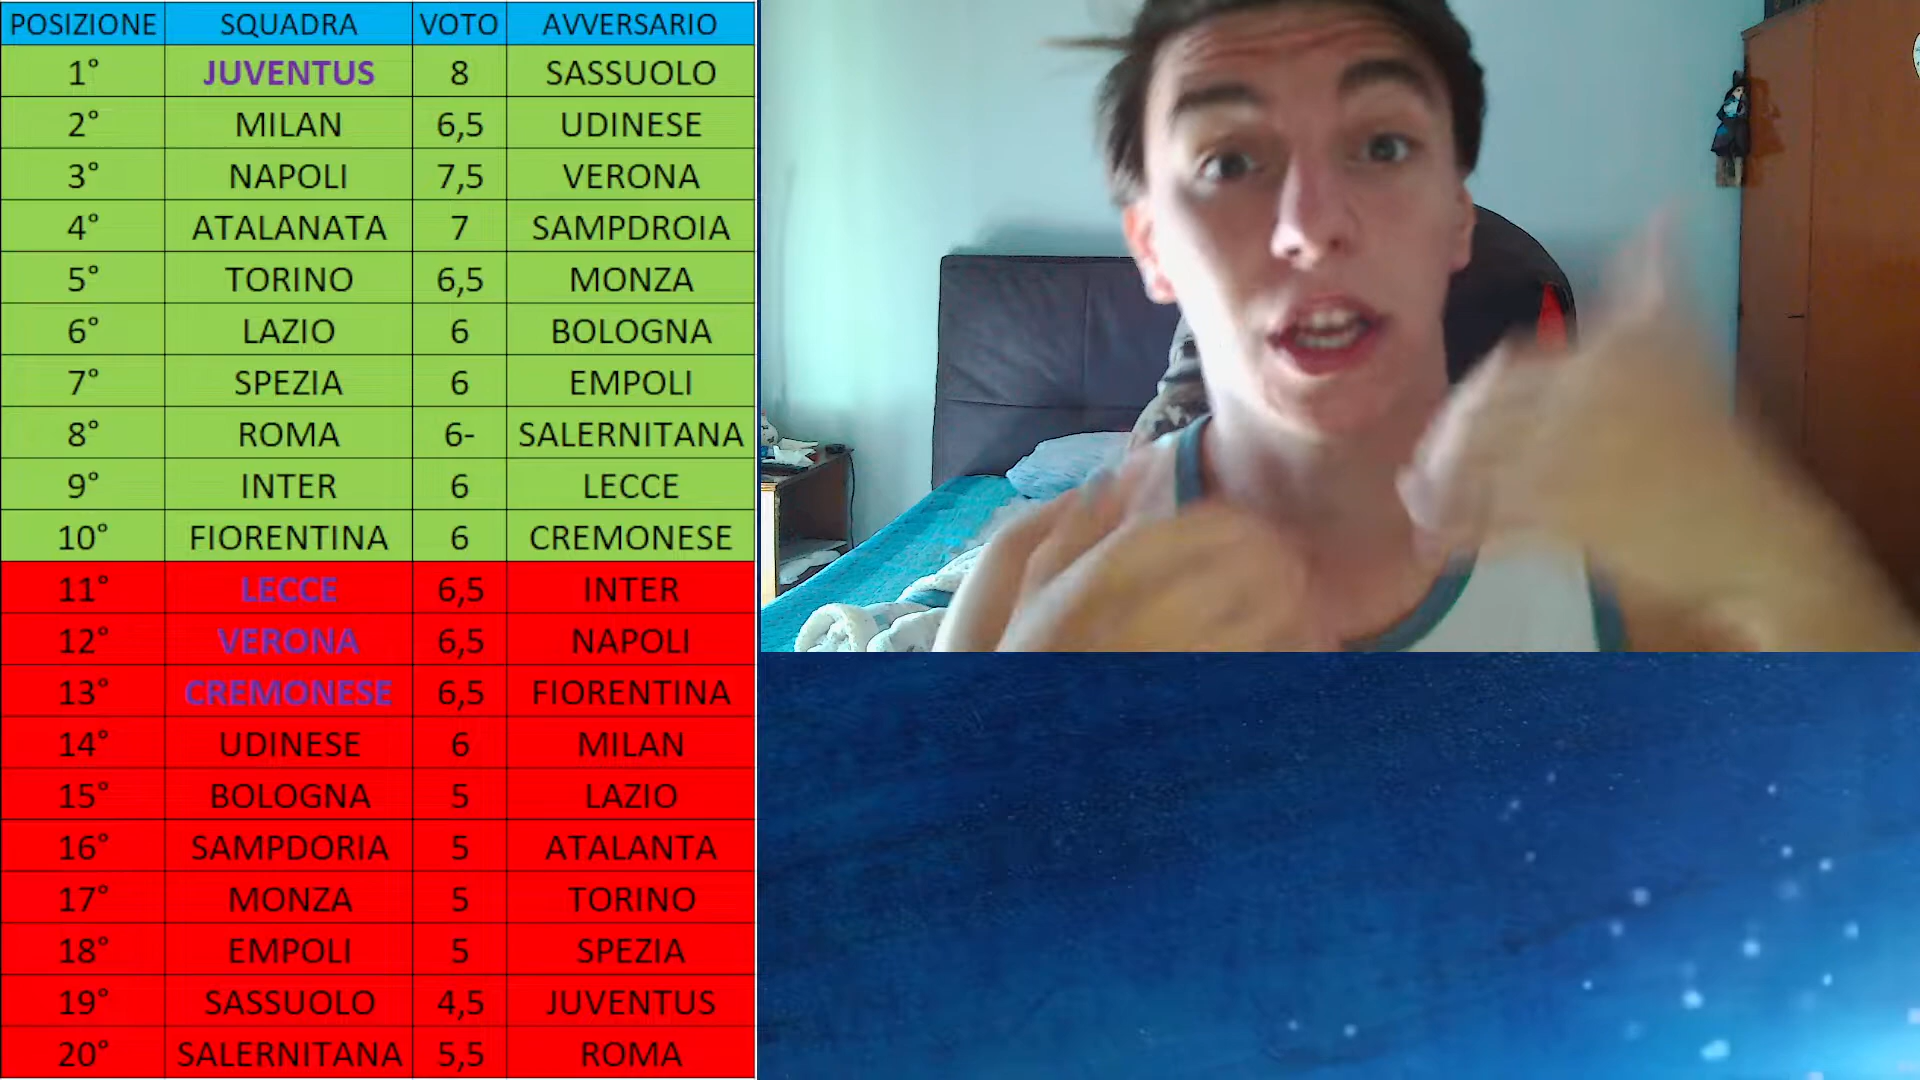 POSIZIONE SQUADRA VOTO AVVERSARIO
1° JUVENTUS 8 SASSUOLO
2° MILAN 6,5 UDINESE
3° NAPOLI 7,5 VERONA
4° ATALANATA 7 SAMPDROIA
5° TORINO 6,5 MONZA
6° LAZIO 6 BOLOGNA
7° SPEZIA 6 EMPOLI
8° ROMA 6- SALERNITANA
9° INTER 6 LECCE
10° FIORENTINA 6 CREMONESE
11° LECCE 6,5 INTER
12° VERONA 6,5 NAPOLI
13° CREMONESE 6,5 FIORENTINA
14° UDINESE 6 MILAN
15° BOLOGNA 5 LAZIO
16° SAMPDORIA 5 ATALANTA
17° MONZA 5 TORINO
18° EMPOLI 5 SPEZIA
19° SASSUOLO 4,5 JUVENTUS
20° SALERNITANA 5,5 ROMA